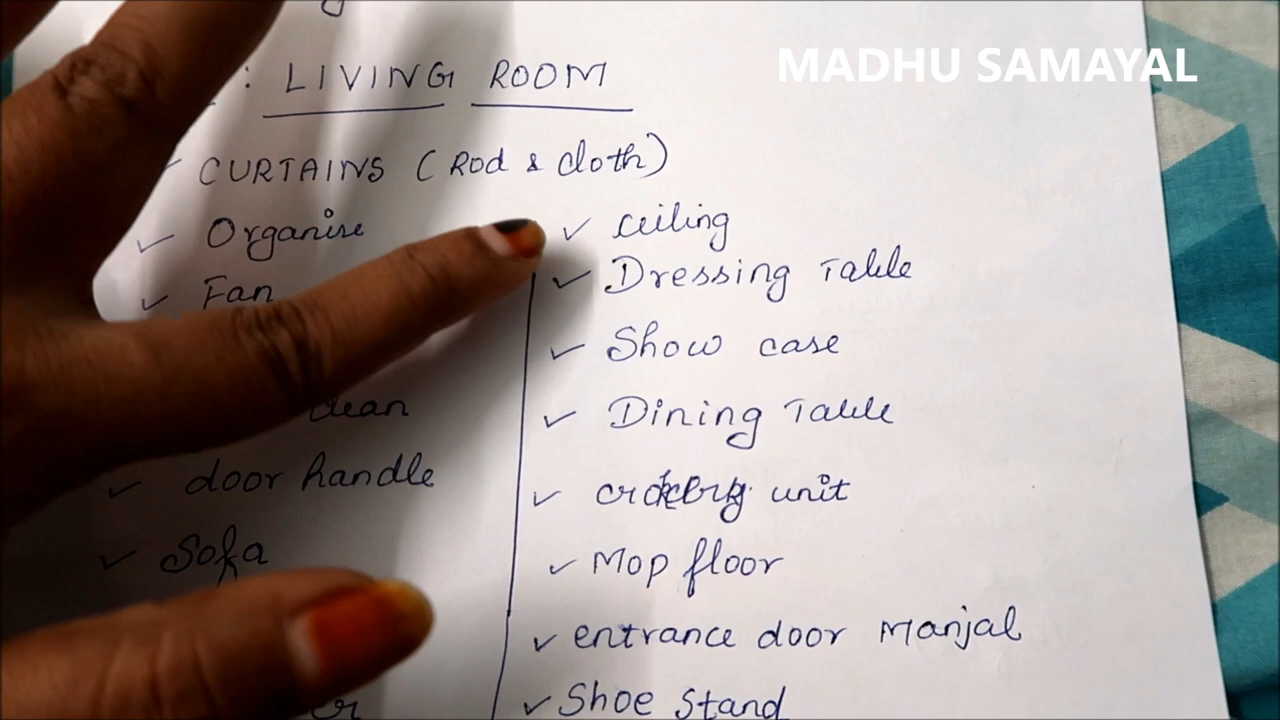 MADHU SAMAYAL
: LIVING ROOM
✓ CURTAINS (Rod & cloth)
✓ Organise
✓ Fan
clean
✓ door handle
✓ Sofa
✓ ceiling
✓ Dressing Table
✓ Show case
✓ Dining Table
✓ unit
✓ Mop floor
✓ entrance door Manjal
✓ Shoe Stand